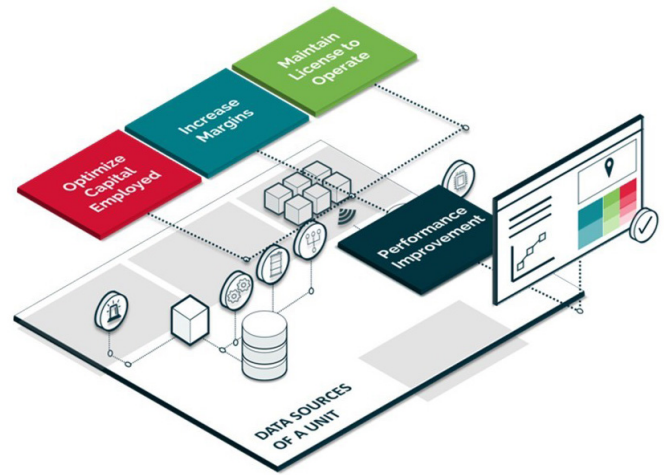 Maintain
License to
Operate
Increase
Margins
Optimize
Capital
Employed
Performance
Improvement
DATA SOURCES
OF A UNIT